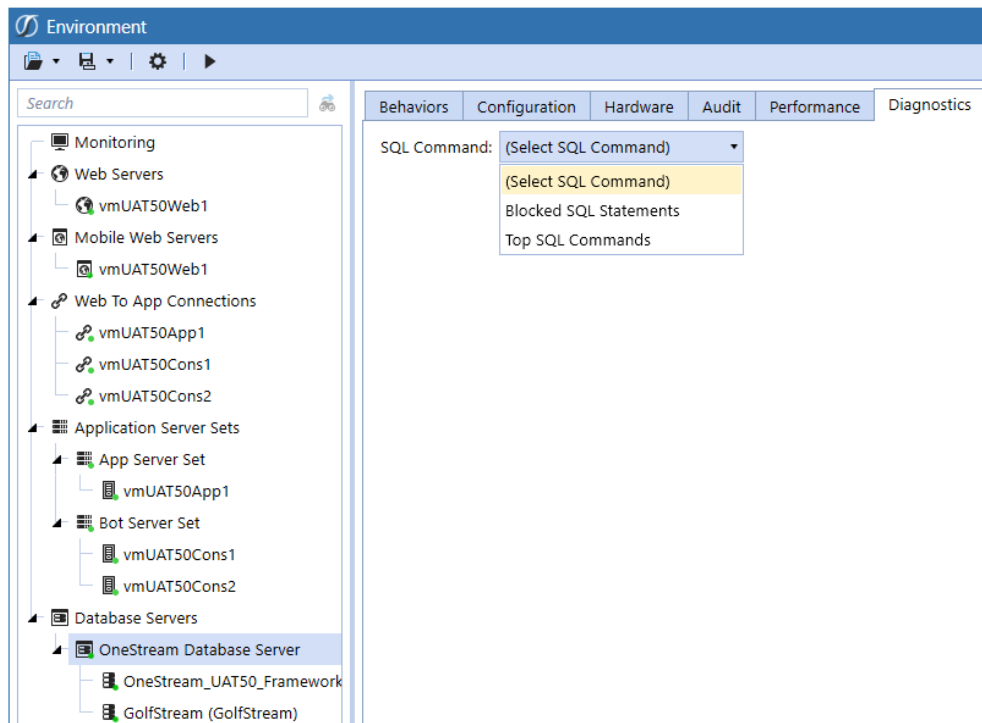 Environment
Search
Monitoring
Web Servers
vmUAT50Web1
Mobile Web Servers
vmUAT50Web1
Web To App Connections
vmUAT50App1
vmUAT50Cons1
vmUAT50Cons2
Application Server Sets
App Server Set
vmUAT50App1
Bot Server Set
vmUAT50Cons1
vmUAT50Cons2
Database Servers
OneStream Database Server
OneStream_UAT50_Framework
GolfStream (GolfStream)
Behaviors Configuration Hardware Audit Performance Diagnostics
SQL Command: (Select SQL Command)
(Select SQL Command)
Blocked SQL Statements
Top SQL Commands